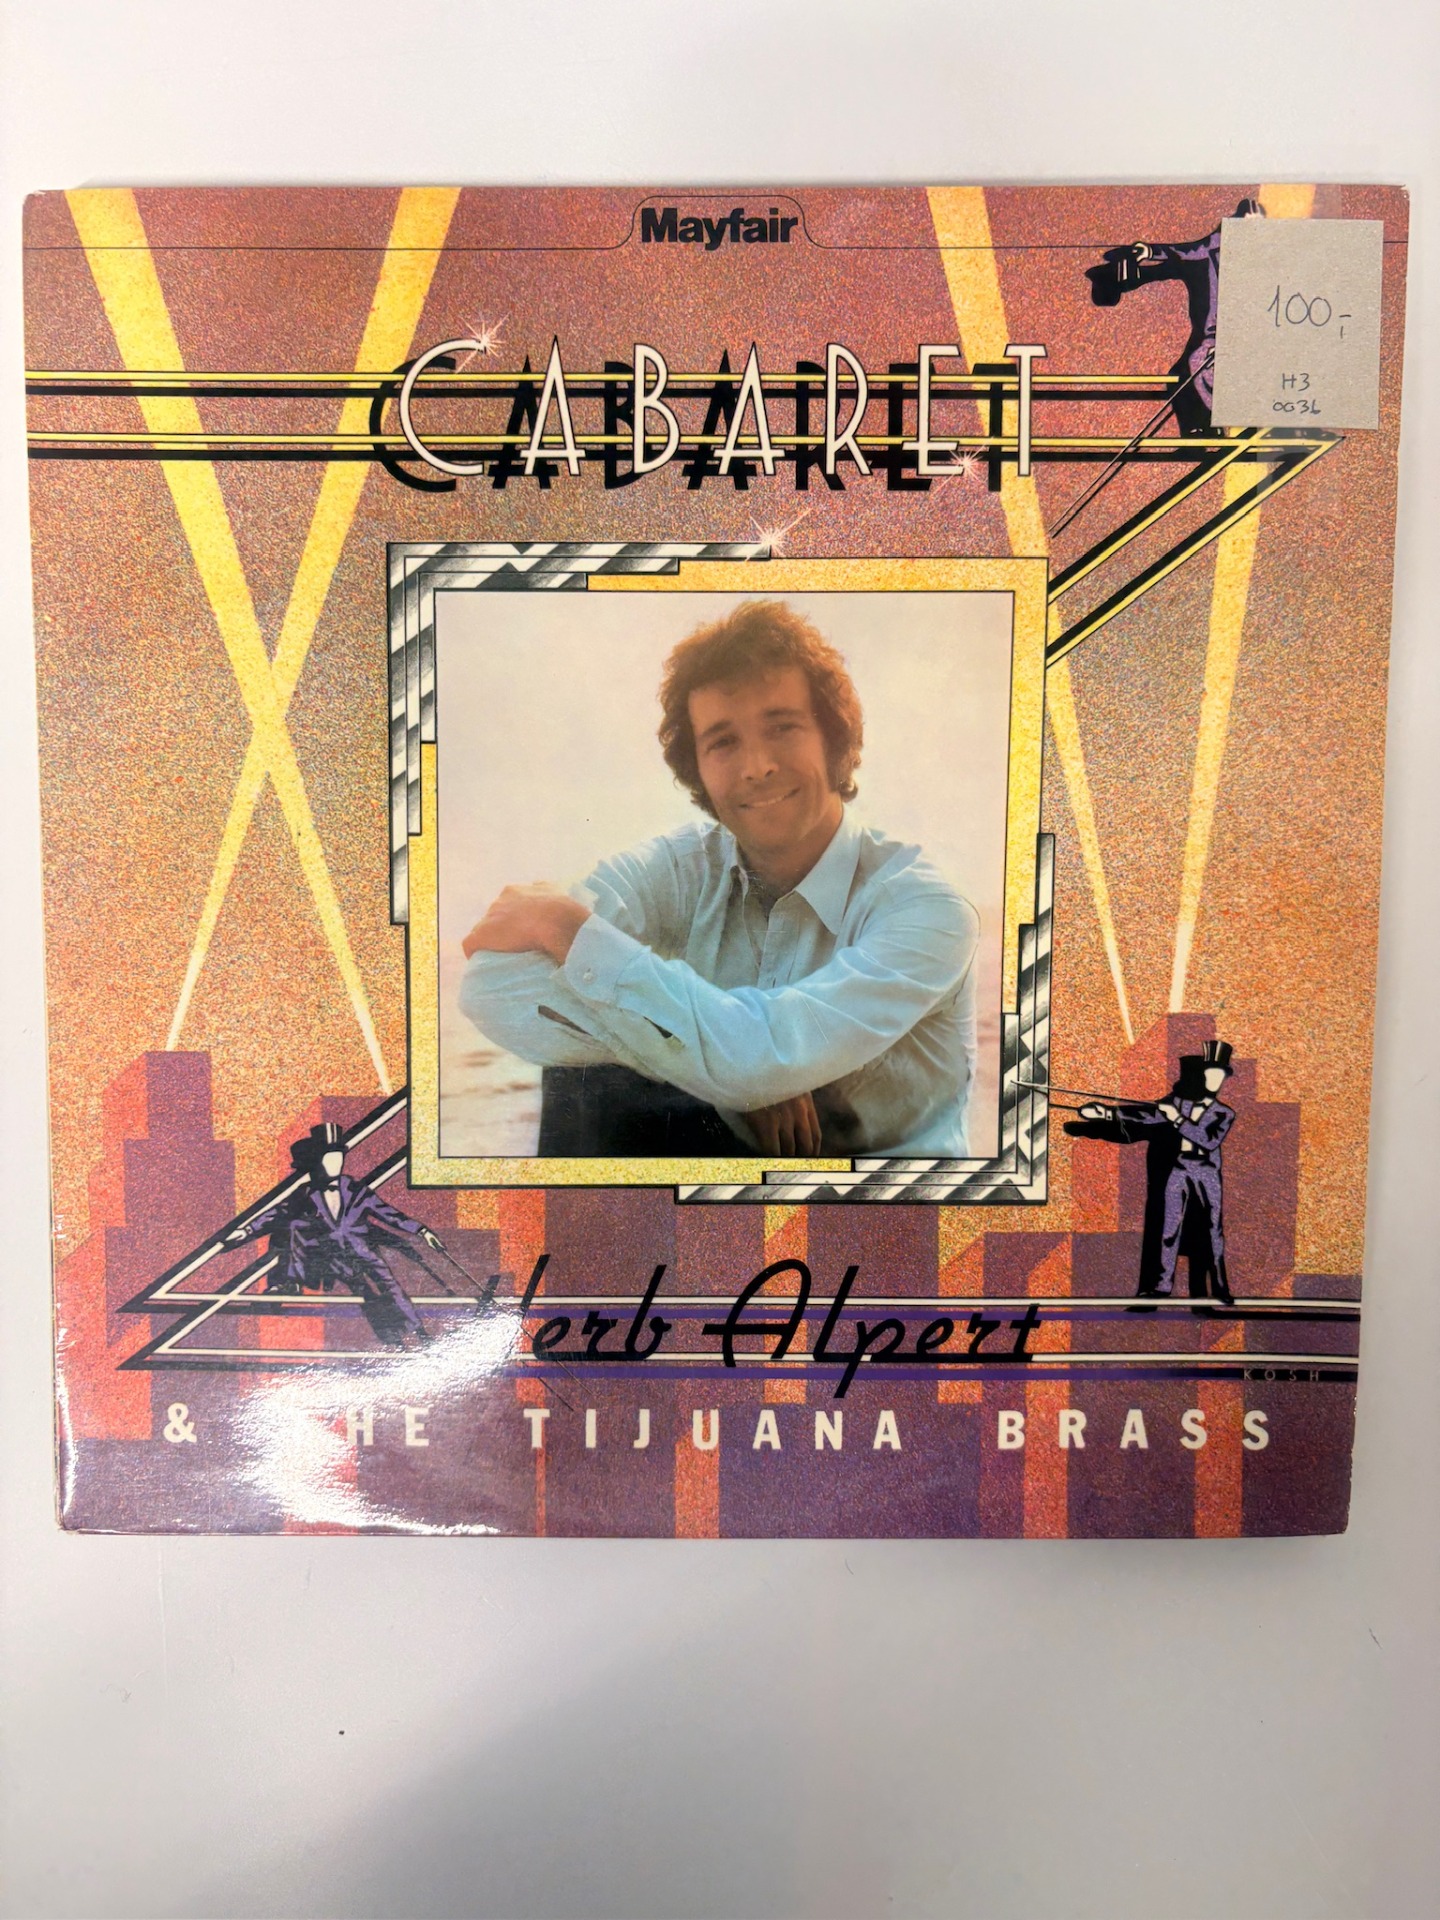 Mayfair
100,-
H3
0036
CABARET
Herb Alpert
KOSH
& THE TIJUANA BRASS